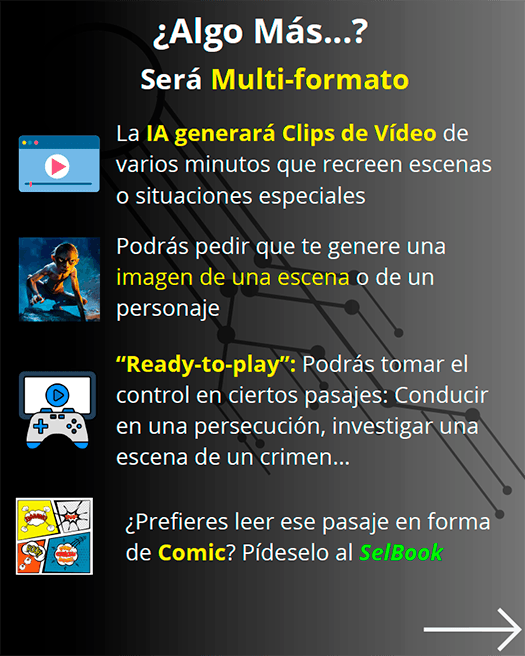 ¿Algo Más...?
Será Multi-formato
La IA generará Clips de Vídeo de
varios minutos que recreen escenas
o situaciones especiales
Podrás pedir que te genere una
imagen de una escena o de un
personaje
“Ready-to-play”: Podrás tomar el
control en ciertos pasajes: Conducir
en una persecución, investigar una
escena de un crimen...
¿Prefieres leer ese pasaje en forma
de Comic? Pídeselo al SelBook